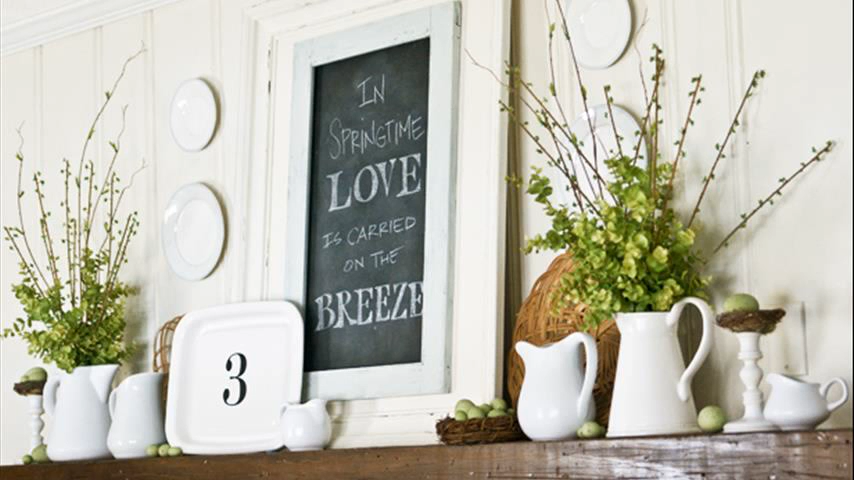 IN
SPRINGTIME
LOVE
IS CARRIED
ON THE
BREEZE
3